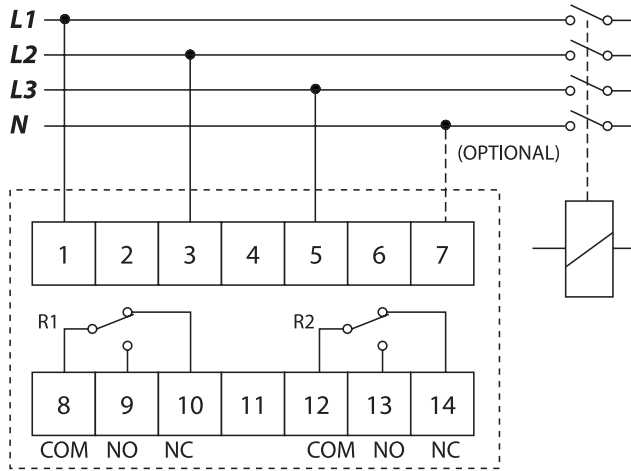 L1
L2
L3
N
(OPTIONAL)
1 2 3 4 5 6 7
R1 R2
8 9 10 11 12 13 14
COM NO NC COM NO NC